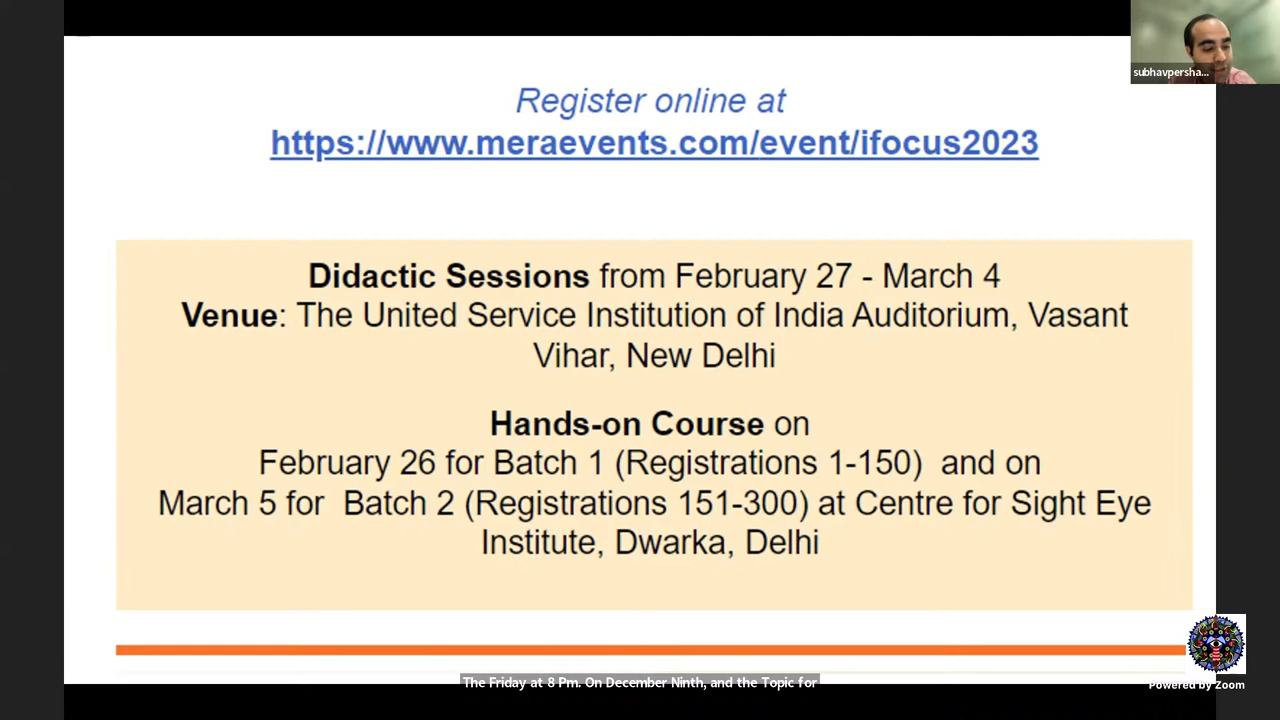 subhavpersha...
Register online at
https://www.meraevents.com/event/ifocus2023
Didactic Sessions from February 27 - March 4
Venue: The United Service Institution of India Auditorium, Vasant
Vihar, New Delhi
Hands-on Course on
February 26 for Batch 1 (Registrations 1-150) and on
March 5 for Batch 2 (Registrations 151-300) at Centre for Sight Eye
Institute, Dwarka, Delhi
The Friday at 8 Pm. On December Ninth, and the Topic for
Powered by Zoom